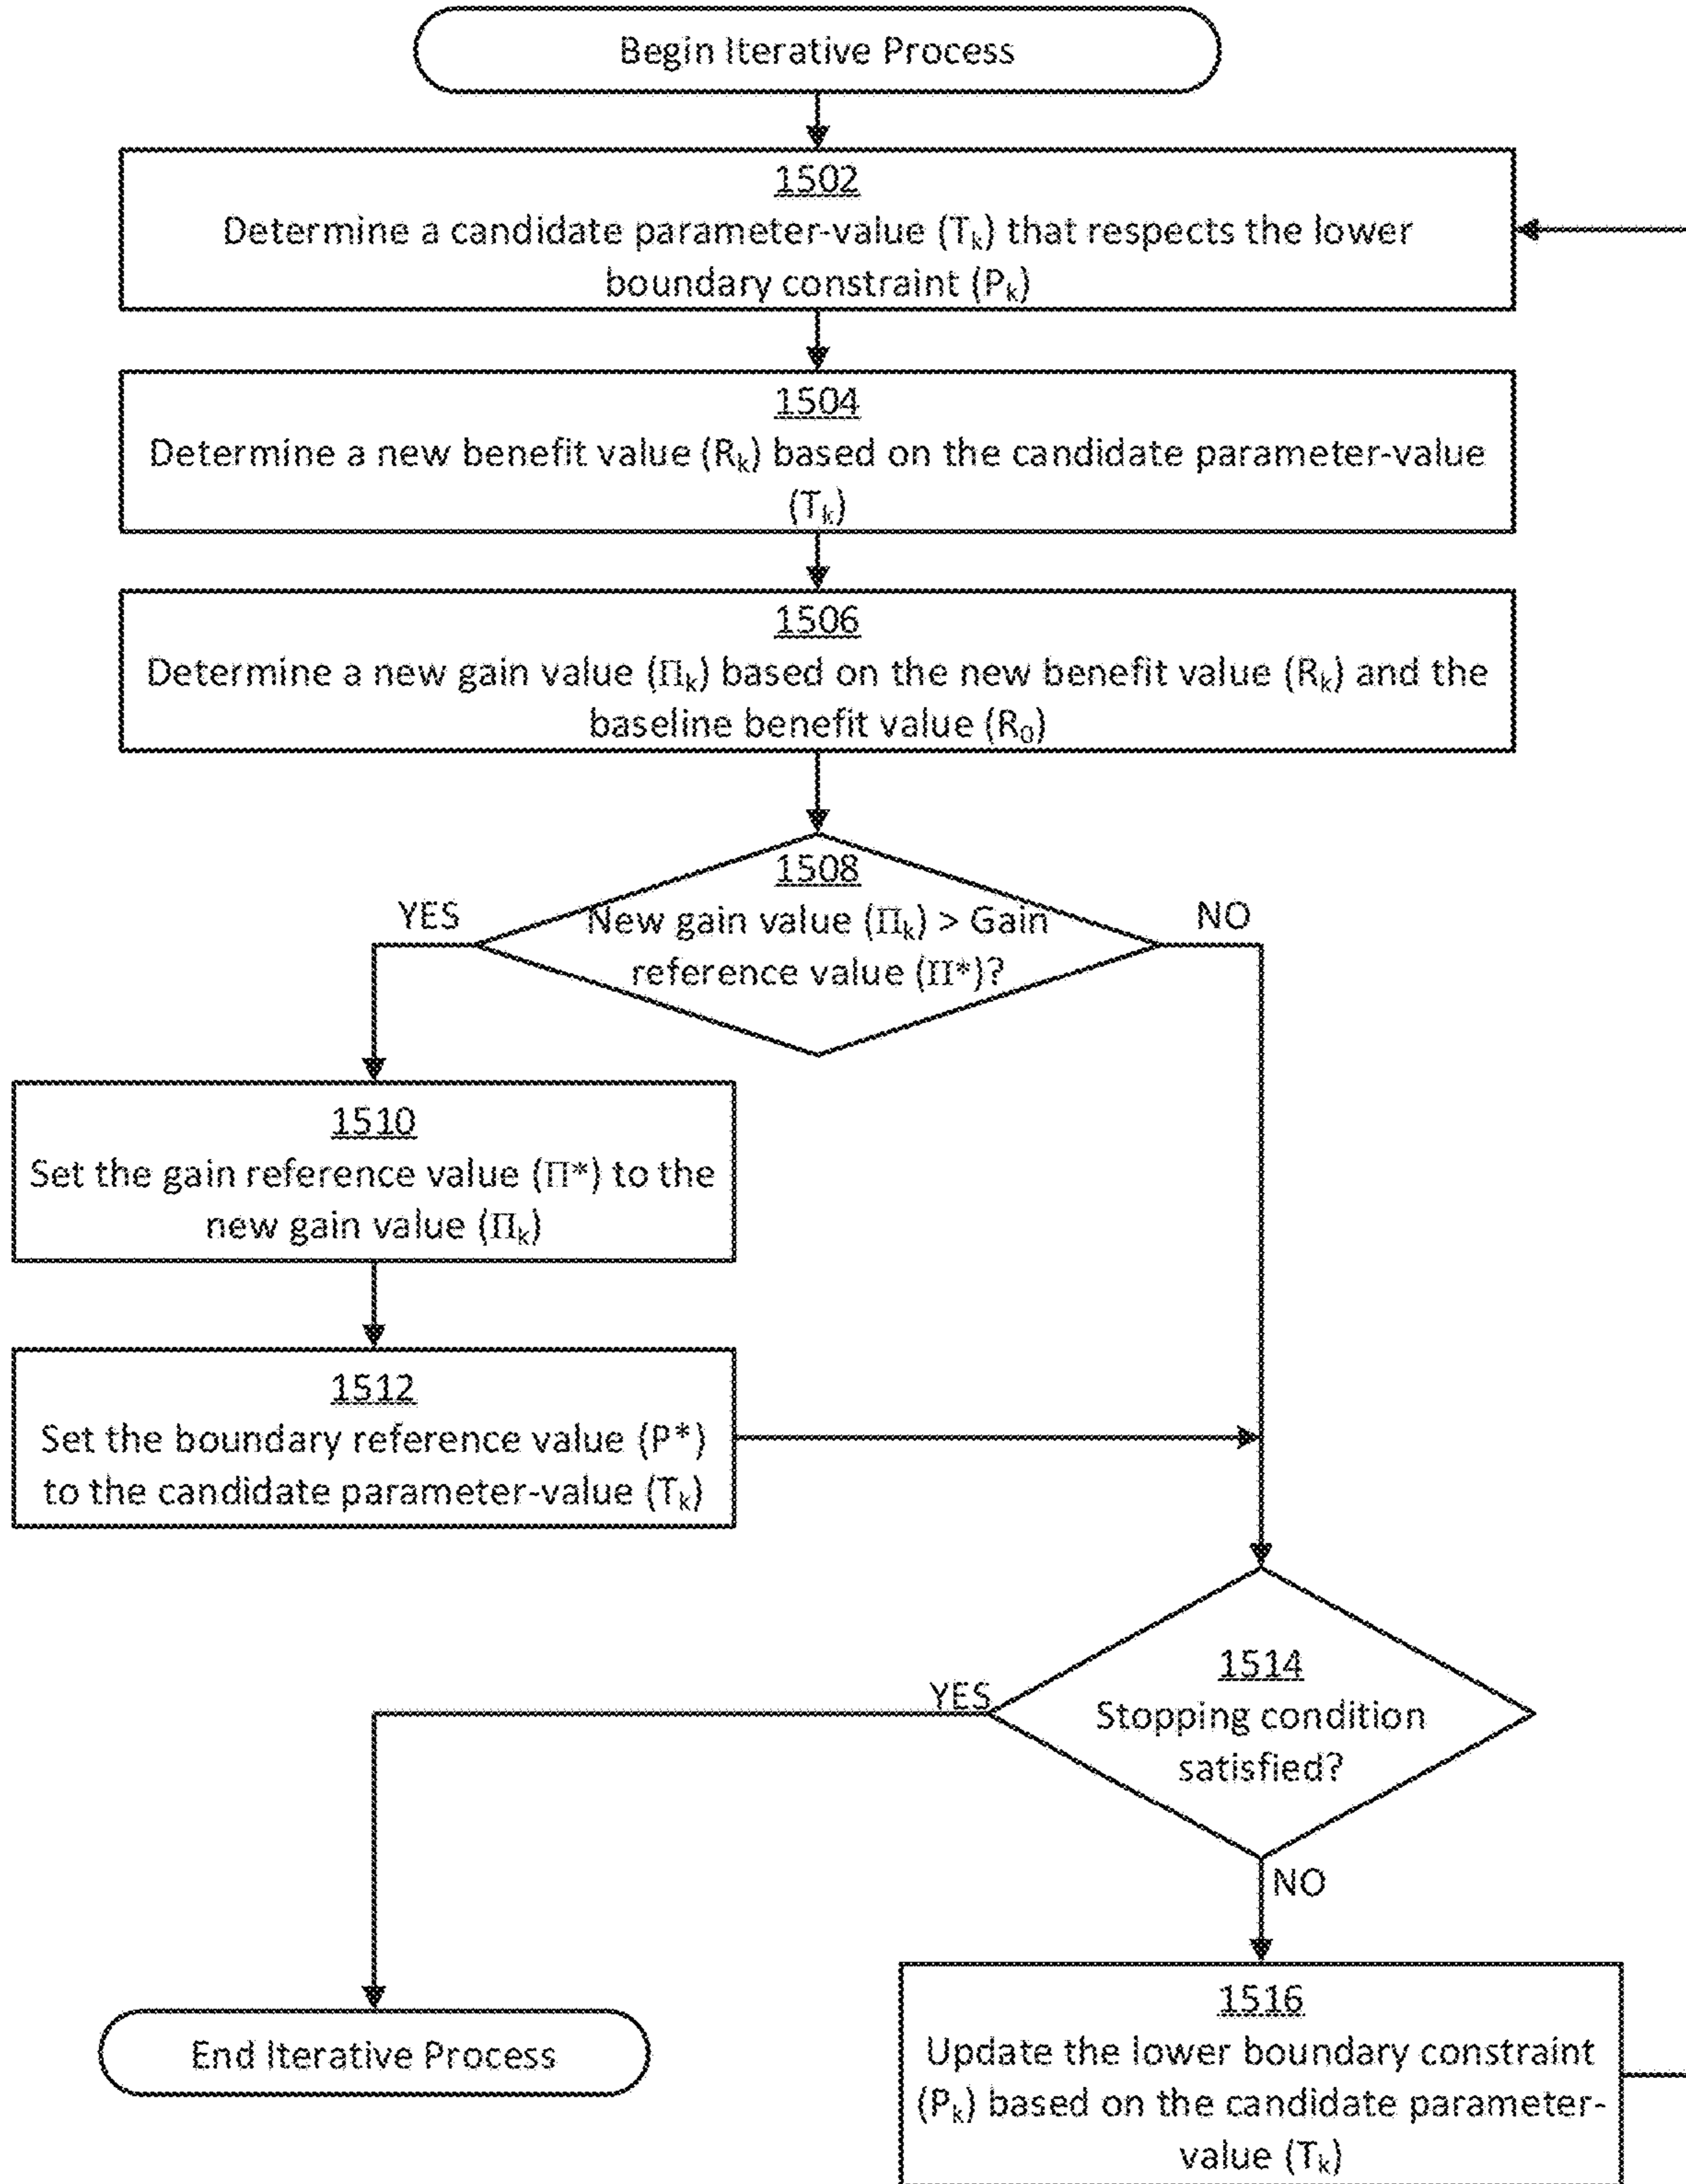 Begin Iterative Process
1502
Determine a candidate parameter-value (Tk) that respects the lower
boundary constraint (Pk)
1504
Determine a new benefit value (Rk) based on the candidate parameter-value
(Tk)
1506
Determine a new gain value (Πk) based on the new benefit value (Rk) and the
baseline benefit value (R0)
1508
YES
New gain value (Πk) > Gain
NO
reference value (Π*)?
1510
Set the gain reference value (Π*) to the
new gain value (Πk)
1512
Set the boundary reference value (P*)
to the candidate parameter-value (Tk)
1514
YES
Stopping condition
satisfied?
NO
1516
End Iterative Process
Update the lower boundary constraint
(Pk) based on the candidate parameter-
value (Tk)